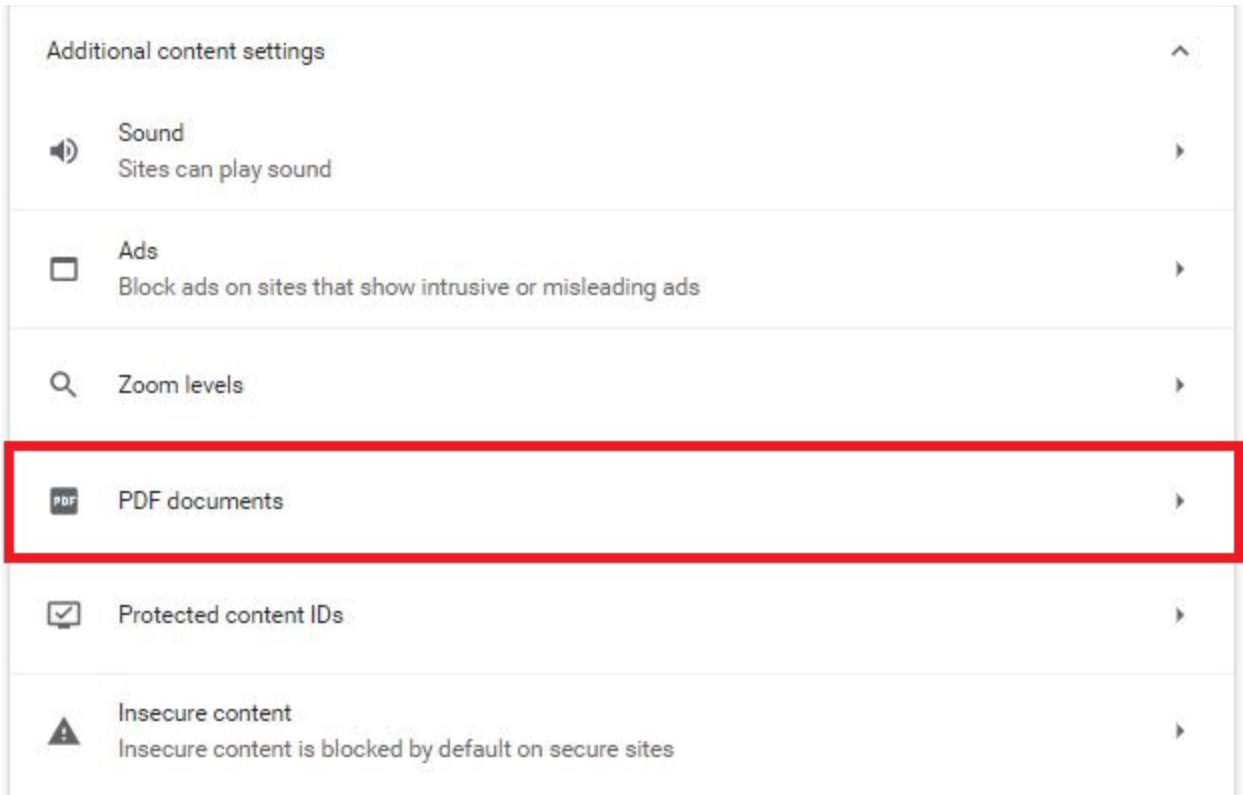 Additional content settings
Sound
Sites can play sound
Ads
Block ads on sites that show intrusive or misleading ads
Zoom levels
PDF
PDF documents
Protected content IDs
Insecure content
Insecure content is blocked by default on secure sites